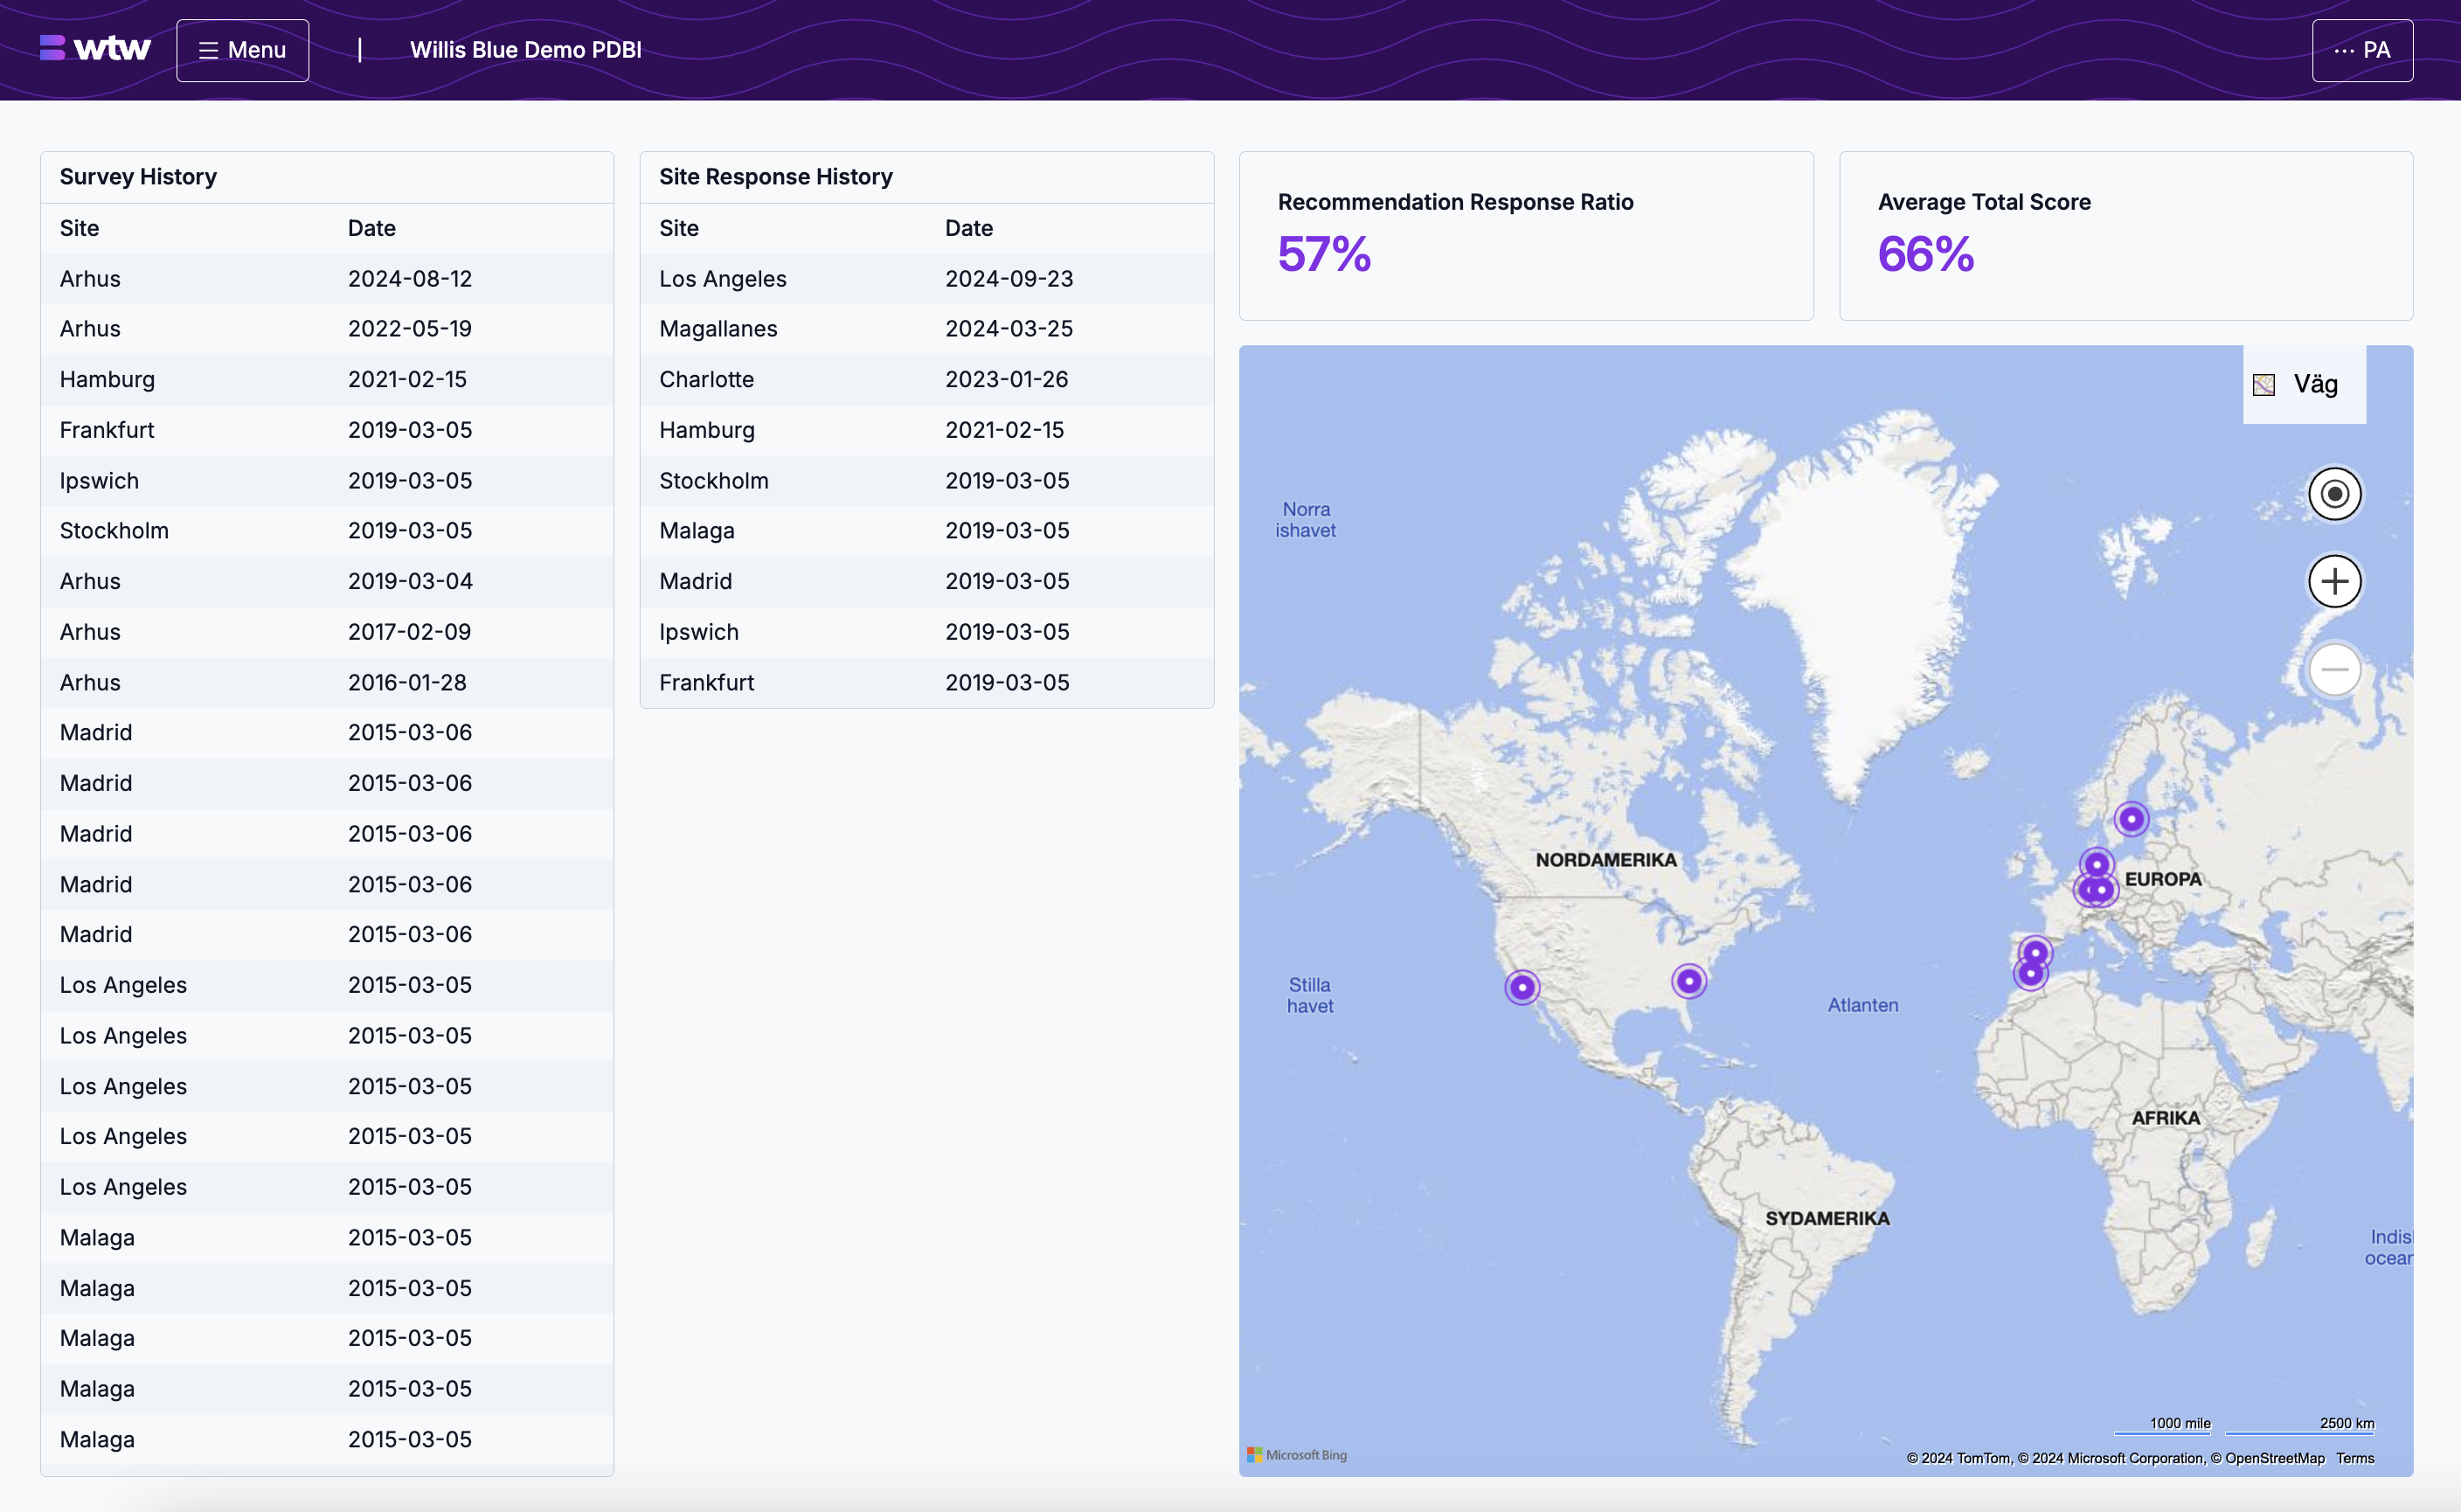 wtw
Menu
|
Willis Blue Demo PDBI
··· PA
Survey History
Site Date
Arhus 2024-08-12
Arhus 2022-05-19
Hamburg 2021-02-15
Frankfurt 2019-03-05
Ipswich 2019-03-05
Stockholm 2019-03-05
Arhus 2019-03-04
Arhus 2017-02-09
Arhus 2016-01-28
Madrid 2015-03-06
Madrid 2015-03-06
Madrid 2015-03-06
Madrid 2015-03-06
Madrid 2015-03-06
Los Angeles 2015-03-05
Los Angeles 2015-03-05
Los Angeles 2015-03-05
Los Angeles 2015-03-05
Los Angeles 2015-03-05
Malaga 2015-03-05
Malaga 2015-03-05
Malaga 2015-03-05
Malaga 2015-03-05
Malaga 2015-03-05
Site Response History
Site Date
Los Angeles 2024-09-23
Magallanes 2024-03-25
Charlotte 2023-01-26
Hamburg 2021-02-15
Stockholm 2019-03-05
Malaga 2019-03-05
Madrid 2019-03-05
Ipswich 2019-03-05
Frankfurt 2019-03-05
Recommendation Response Ratio
57%
Average Total Score
66%
Väg
Norra
ishavet
NORDAMERIKA
EUROPA
Stilla
havet
Atlanten
AFRIKA
SYDAMERIKA
Indis
ocear
1000 mile 2500 km
Microsoft Bing
© 2024 TomTom, © 2024 Microsoft Corporation, © OpenStreetMap Terms